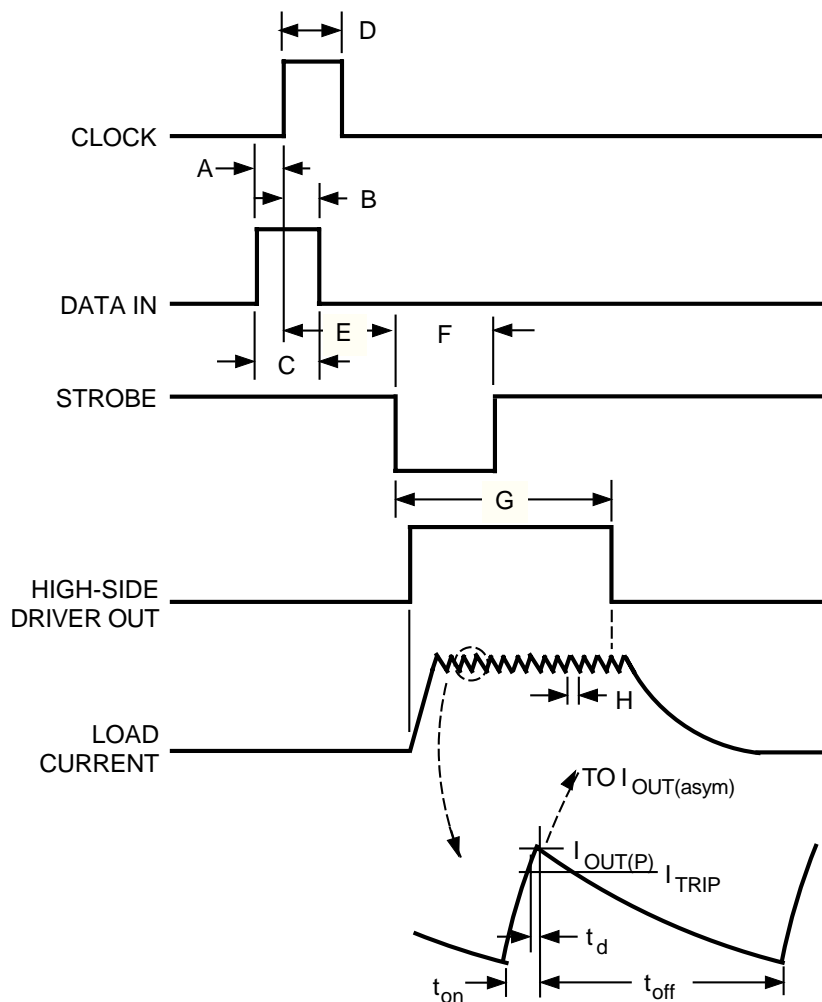 D
CLOCK
A
B
DATA IN
E
F
C
STROBE
G
HIGH-SIDE
DRIVER OUT
H
LOAD
CURRENT
TO I OUT(asym)
I OUT(P)
I TRIP
t d
t on
t off